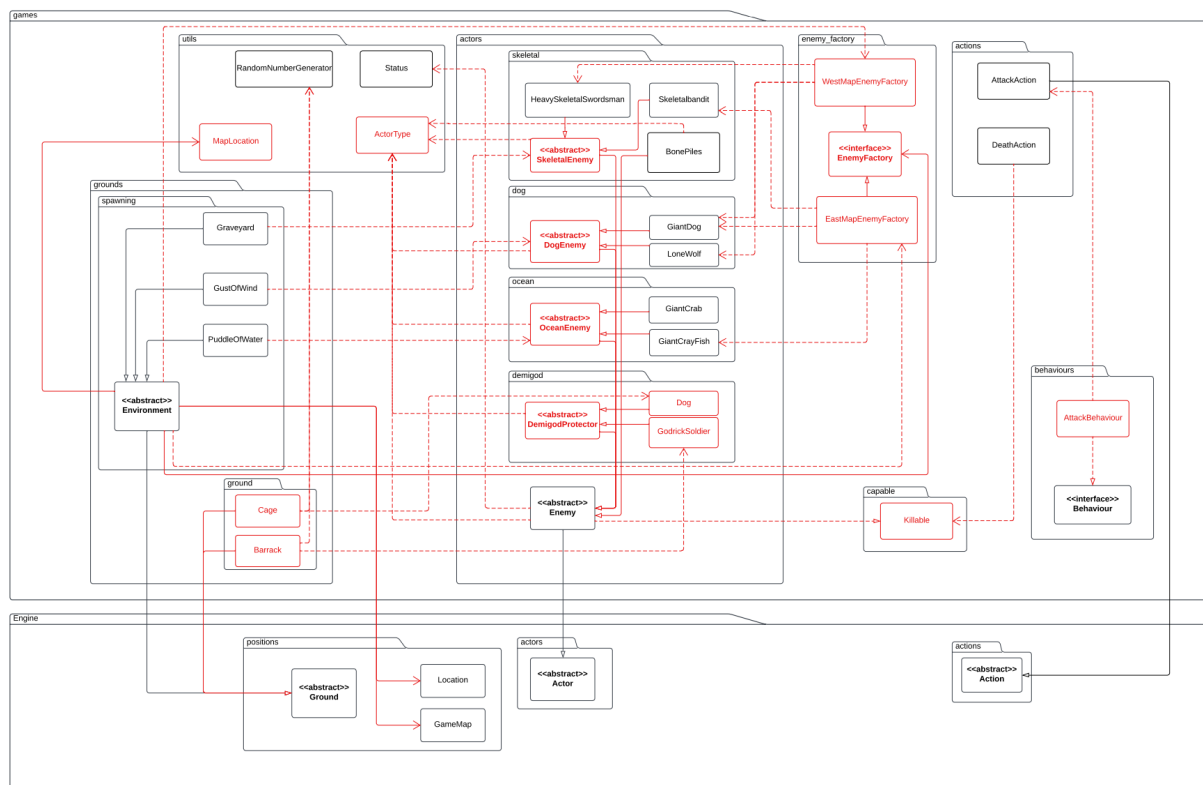 games
utils
RandomNumberGenerator
Status
MapLocation
ActorType
actors
skeletal
HeavySkeletalSwordsman
Skeletalbandit
<<abstract>>
SkeletalEnemy
BonePiles
dog
<<abstract>>
DogEnemy
GiantDog
LoneWolf
ocean
<<abstract>>
OceanEnemy
GiantCrab
GiantCrayFish
demigod
<<abstract>>
DemigodProtector
Dog
GodrickSoldier
<<abstract>>
Enemy
enemy_factory
WestMapEnemyFactory
<<interface>>
EnemyFactory
EastMapEnemyFactory
actions
AttackAction
DeathAction
grounds
spawning
Graveyard
GustOfWind
PuddleOfWater
<<abstract>>
Environment
ground
Cage
Barrack
capable
Killable
behaviours
AttackBehaviour
<<interface>>
Behaviour
Engine
positions
<<abstract>>
Ground
Location
GameMap
actors
<<abstract>>
Actor
actions
<<abstract>>
Action